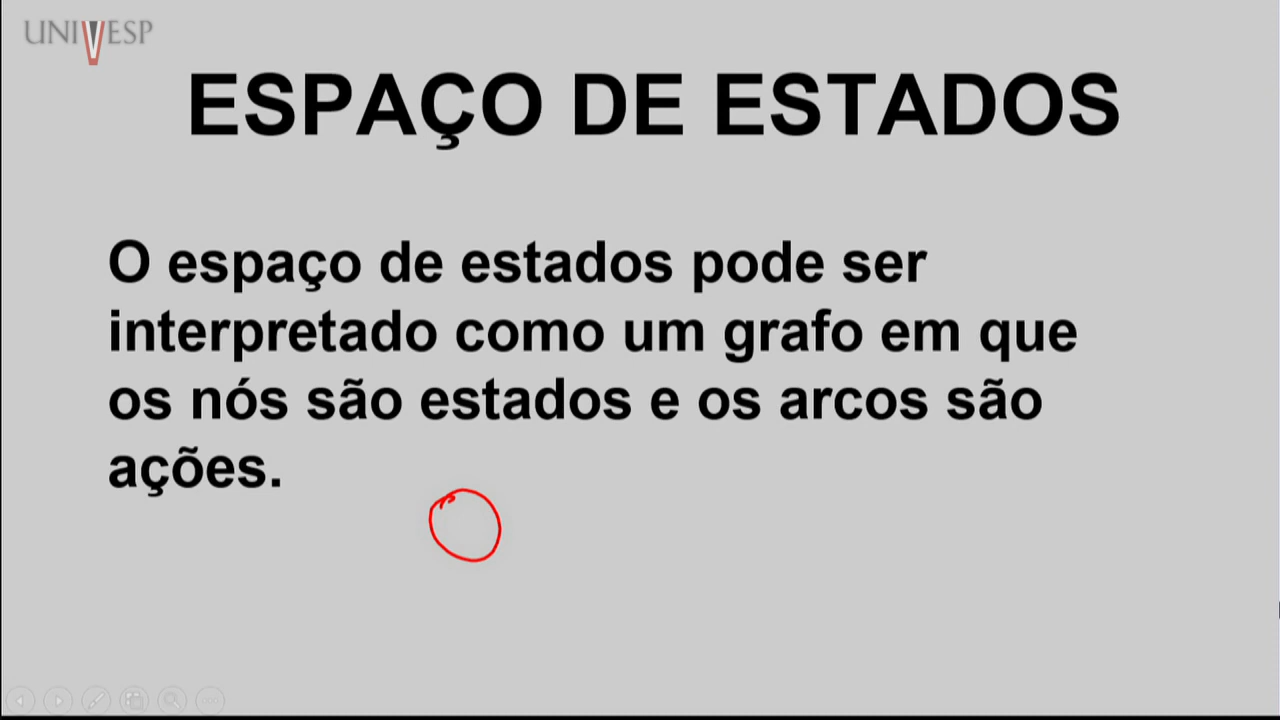 UNIVESP
ESPAÇO DE ESTADOS
O espaço de estados pode ser
interpretado como um grafo em que
os nós são estados e os arcos são
ações.